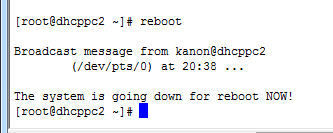 [root@dhcppc2 ~]# reboot
Broadcast message from kanon@dhcppc2
(/dev/pts/0) at 20:38 ...
The system is going down for reboot NOW!
[root@dhcppc2 ~]#